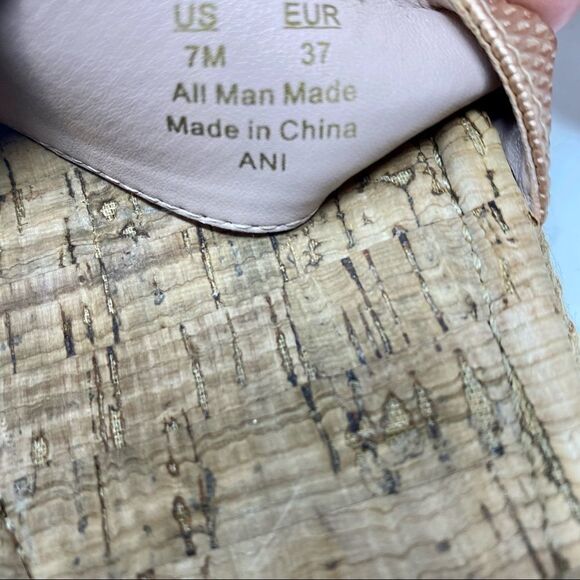 US EUR
7M 37
All Man Made
Made in China
ANI